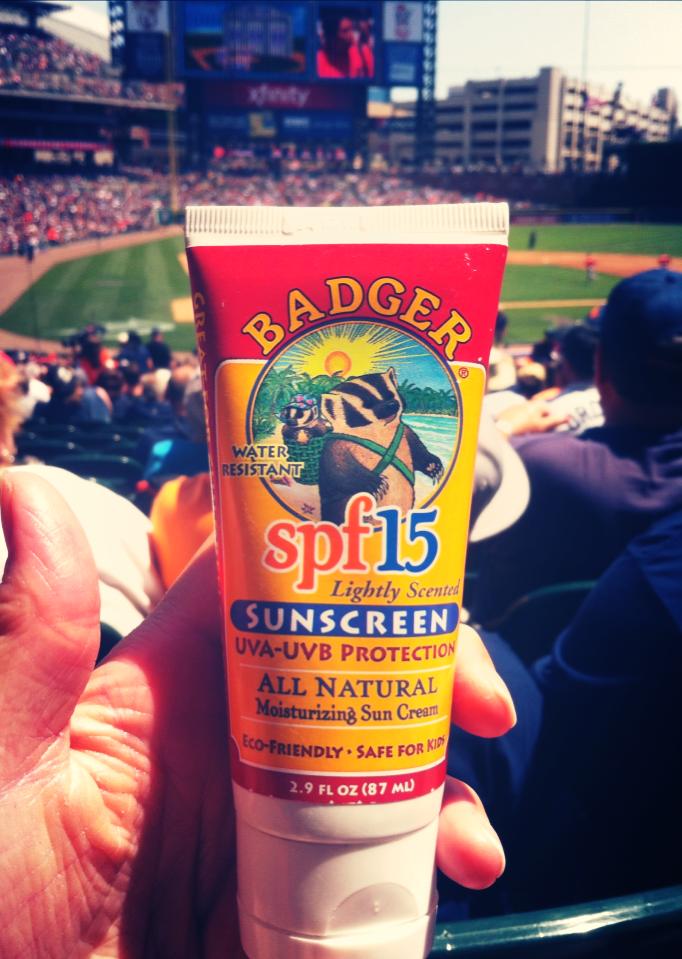 xfinity
BADGER
®
WATER
RESISTANT
spf15
Lightly Scented
SUNSCREEN
UVA-UVB PROTECTION
ALL NATURAL
Moisturizing Sun Cream
ECO-FRIENDLY • SAFE FOR KIDS
2.9 FL OZ (87 ML)